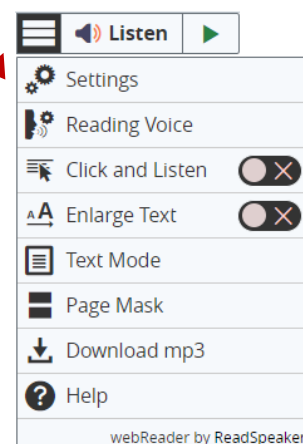 Listen
Settings
Reading Voice
Click and Listen
Enlarge Text
Text Mode
Page Mask
Download mp3
Help
webReader by ReadSpeaker